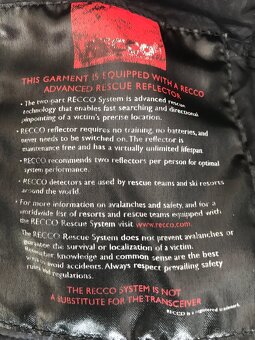 THIS GARMENT IS EQUIPPED WITH A RECCO
ADVANCED RESCUE REFLECTOR
• The two-part RECCO System is advanced rescue
technology that enables fast searching and directional
pinpointing of a victim's precise location.
• RECCO reflector requires no training, no batteries, and
never needs to be switched on. The reflector is
maintenance free and has a virtually unlimited lifespan.
• RECCO recommends two reflectors per person for optimal
system performance.
• RECCO detectors are used by rescue teams and ski resorts
around the world.
• For more information on avalanches and safety, and for a
worldwide list of resorts and rescue teams equipped with
the RECCO Rescue System visit www.recco.com.
The RECCO Rescue System does not prevent avalanches or
guarantee the survival or localization of a victim.
knowledge and common sense are the best
to avoid accidents. Always respect prevailing safety
rules and regulations.
THE RECCO SYSTEM IS NOT
A SUBSTITUTE FOR THE TRANSCEIVER
RECCO is a registered trademark